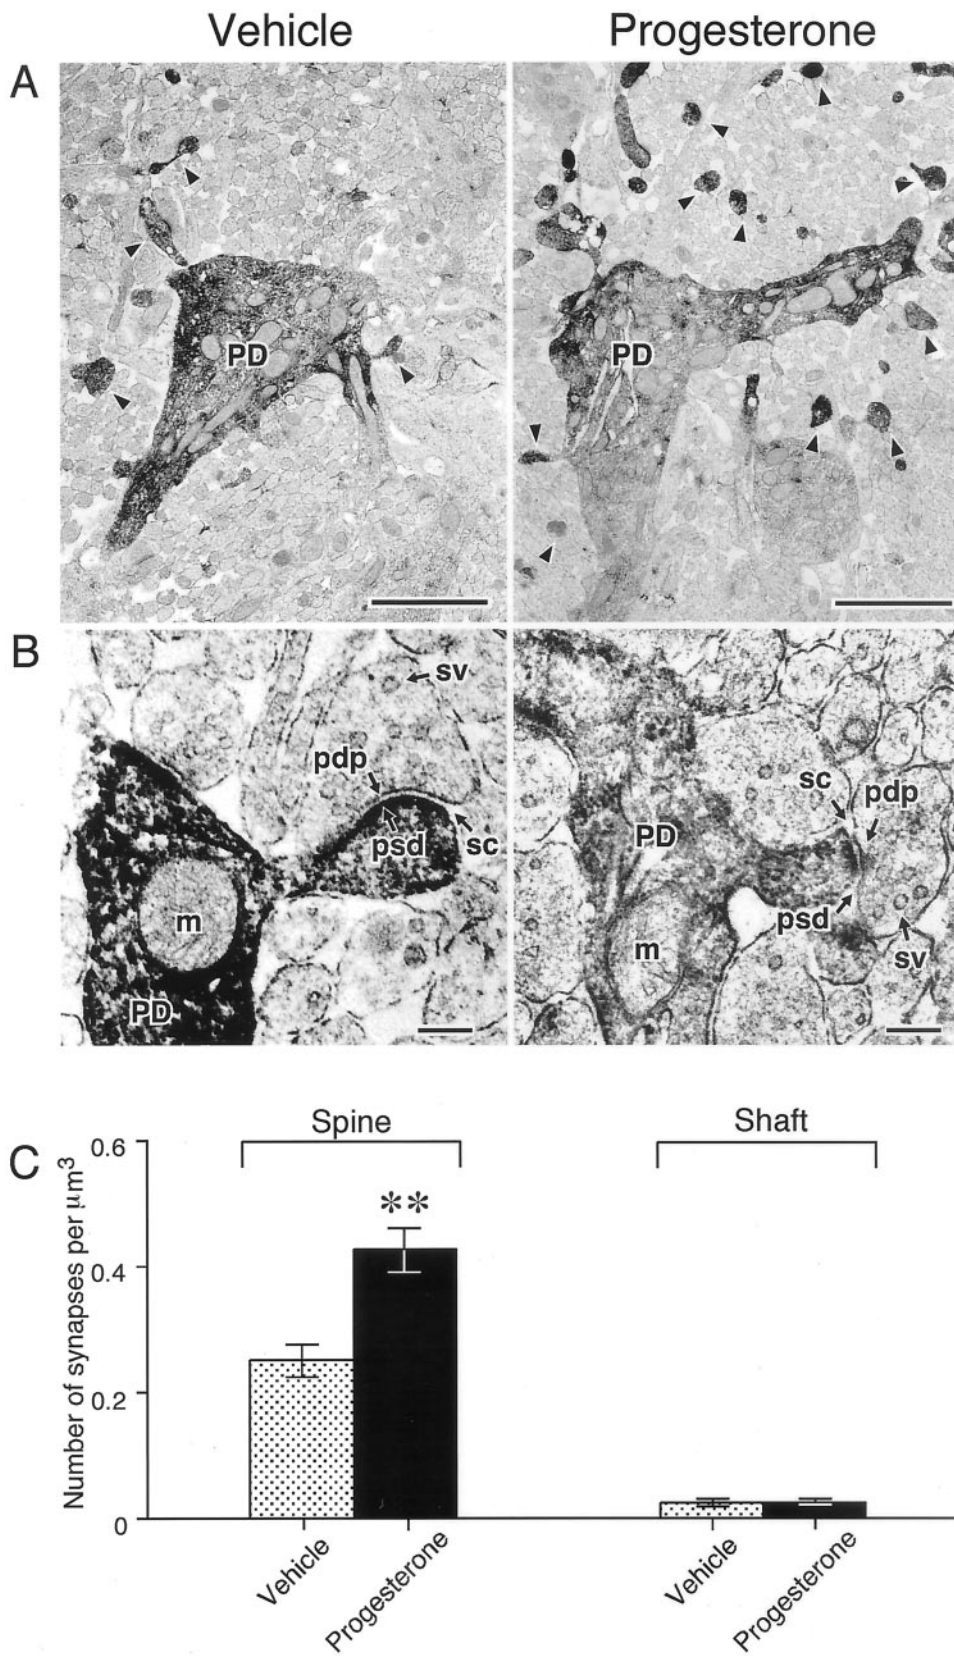 Vehicle Progesterone
A
PD PD
B
sv
pdp
psd sc
m
PD
sc pdp
PD
psd
m sv
C
Spine Shaft
Number of synapses per µm3
0.6
**
0.4
0.2
0
Vehicle Progesterone Vehicle Progesterone